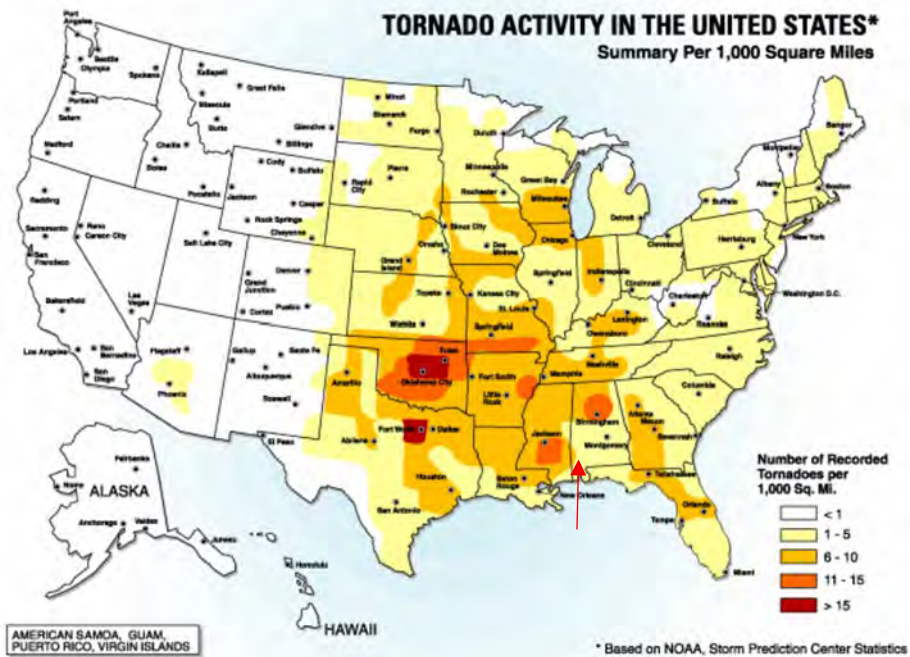 TORNADO ACTIVITY IN THE UNITED STATES*
Summary Per 1,000 Square Miles
Port Angeles
Seattle
Olympia
Spokane
Portland
Salem
Medford
Kalispell
Great Falls
Missoula
Butte
Glendive
Billings
Challis
Boise
Pocatello
Cody
Buffalo
Jackson
Casper
Rock Springs
Cheyenne
Minot
Bismarck
Fargo
Pierre
Rapid City
Duluth
Minneapolis
Rochester
Green Bay
Milwaukee
Bangor
Montpelier
Albany
Buffalo
Boston
Detroit
Redding
Sacramento
San Francisco
Reno
Carson City
Salt Lake City
Denver
Grand Junction
Cortez
Pueblo
Grand Island
Omaha
Sioux City
Des Moines
Chicago
Cleveland
Harrisburg
New York
Springfield
Indianapolis
Cincinnati
Washington D.C.
Bakersfield
Las Vegas
Topeka
Kansas City
St. Louis
Charleston
Roanoke
Wichita
Springfield
Lexington
Owensboro
Los Angeles
San Bernardino
San Diego
Flagstaff
Phoenix
Gallup
Santa Fe
Albuquerque
Roswell
Amarillo
Tulsa
Oklahoma City
Fort Smith
Little Rock
Memphis
Nashville
Raleigh
Columbia
El Paso
Abilene
Fort Worth
Dallas
Jackson
Birmingham
Montgomery
Atlanta
Macon
Savannah
Houston
San Antonio
Baton Rouge
New Orleans
Tallahassee
Orlando
Tampa
Miami
Fairbanks
Nome
ALASKA
Anchorage
Valdez
Juneau
Honolulu
HAWAII
Number of Recorded
Tornadoes per
1,000 Sq. Mi.
< 1
1 - 5
6 - 10
11 - 15
> 15
AMERICAN SAMOA, GUAM,
PUERTO RICO, VIRGIN ISLANDS
* Based on NOAA, Storm Prediction Center Statistics